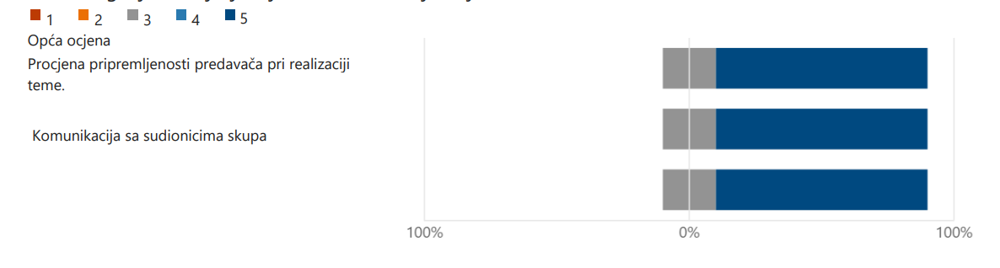 1 2 3 4 5
Opća ocjena
Procjena pripremljenosti predavača pri realizaciji
teme.
Komunikacija sa sudionicima skupa
100% 0% 100%